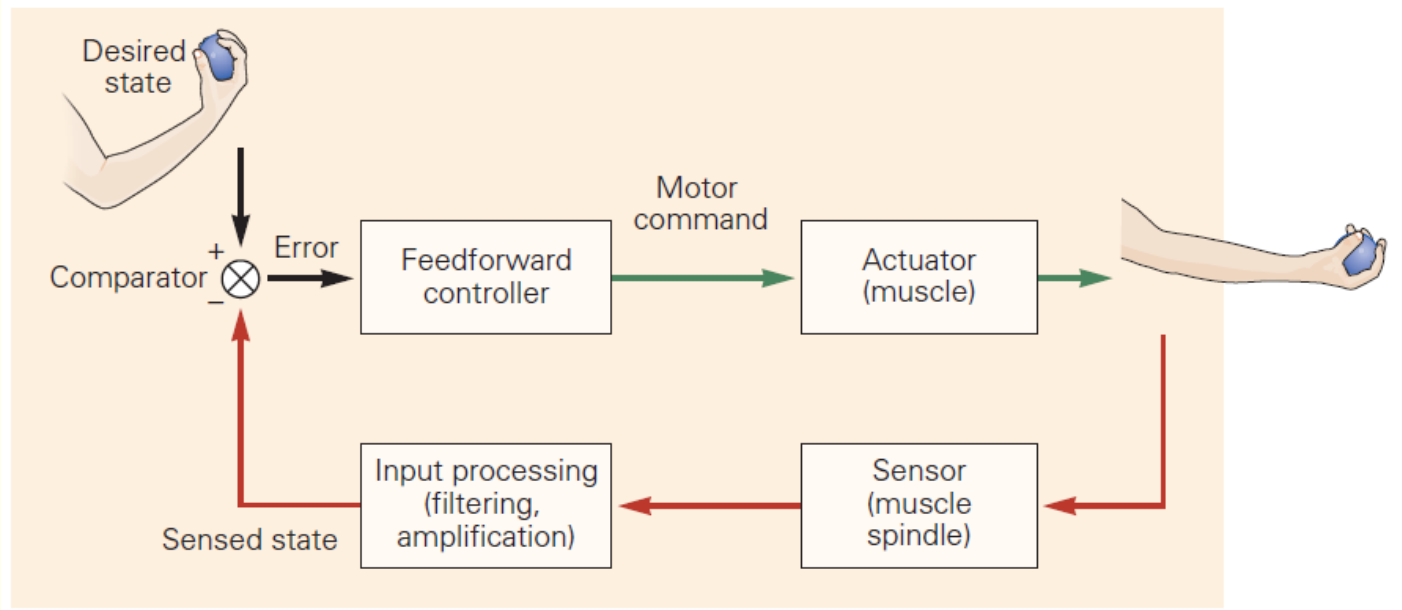 Desired
state
Motor
command
+
Error
Comparator
−
Feedforward
controller
Actuator
(muscle)
Input processing
(filtering,
amplification)
Sensor
(muscle
spindle)
Sensed state